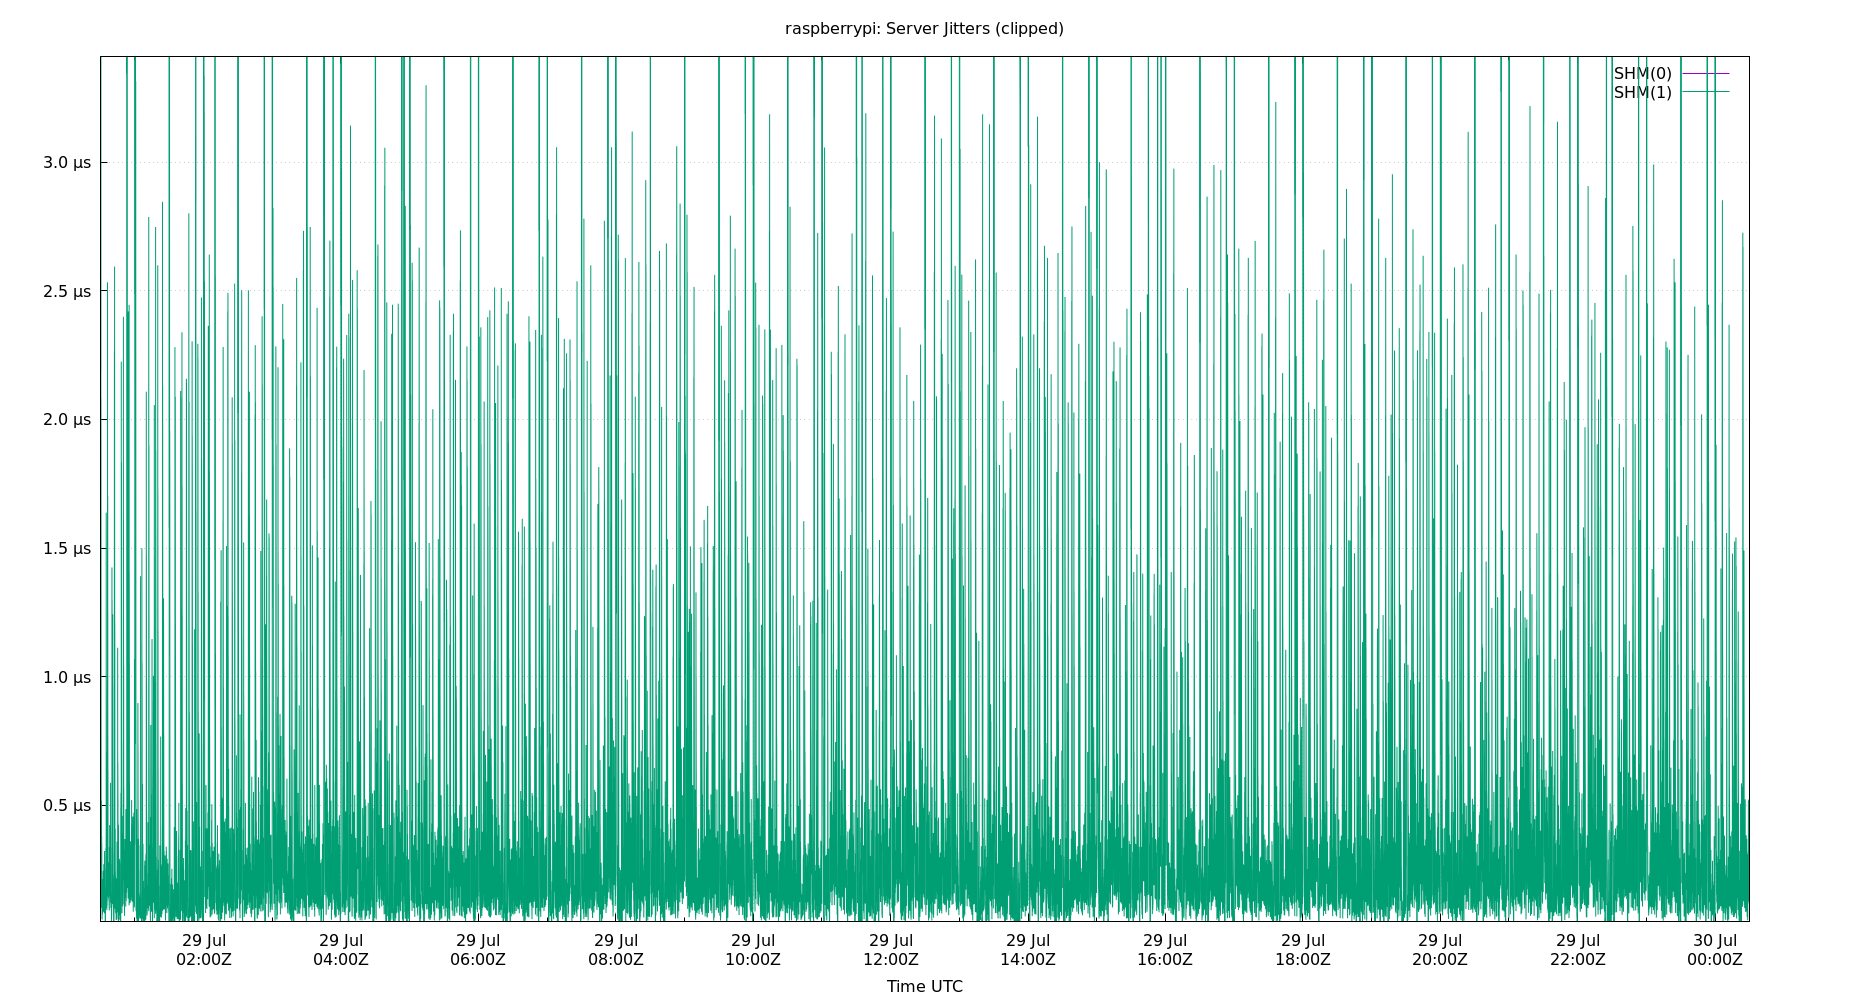 raspberrypi: Server Jitters (clipped)
SHM(0)
SHM(1)
3.0 µs
2.5 µs
2.0 µs
1.5 µs
1.0 µs
0.5 µs
29 Jul 29 Jul 29 Jul 29 Jul 29 Jul 29 Jul 29 Jul 29 Jul 29 Jul 29 Jul 29 Jul 30 Jul
02:00Z 04:00Z 06:00Z 08:00Z 10:00Z 12:00Z 14:00Z 16:00Z 18:00Z 20:00Z 22:00Z 00:00Z
Time UTC